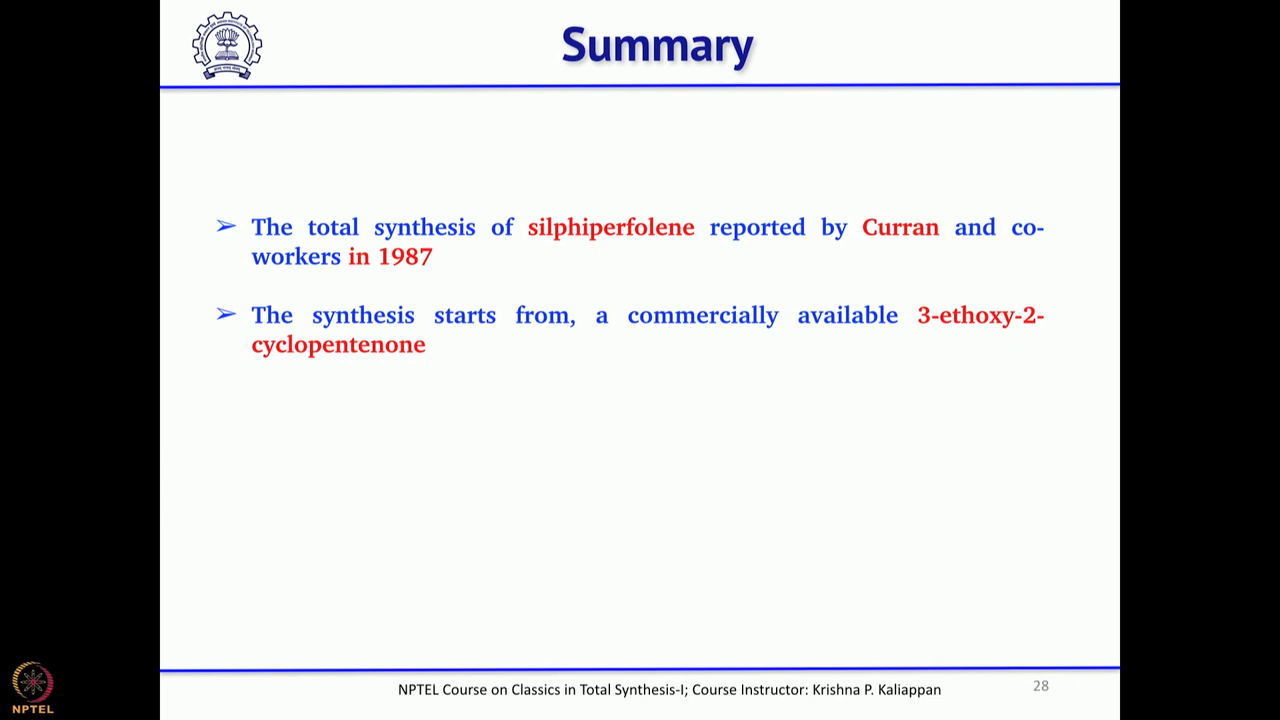 Summary
➢ The total synthesis of silphiperfolene reported by Curran and co-
workers in 1987
➢ The synthesis starts from, a commercially available 3-ethoxy-2-
cyclopentenone
NPTEL Course on Classics in Total Synthesis-I; Course Instructor: Krishna P. Kaliappan
28
NPTEL